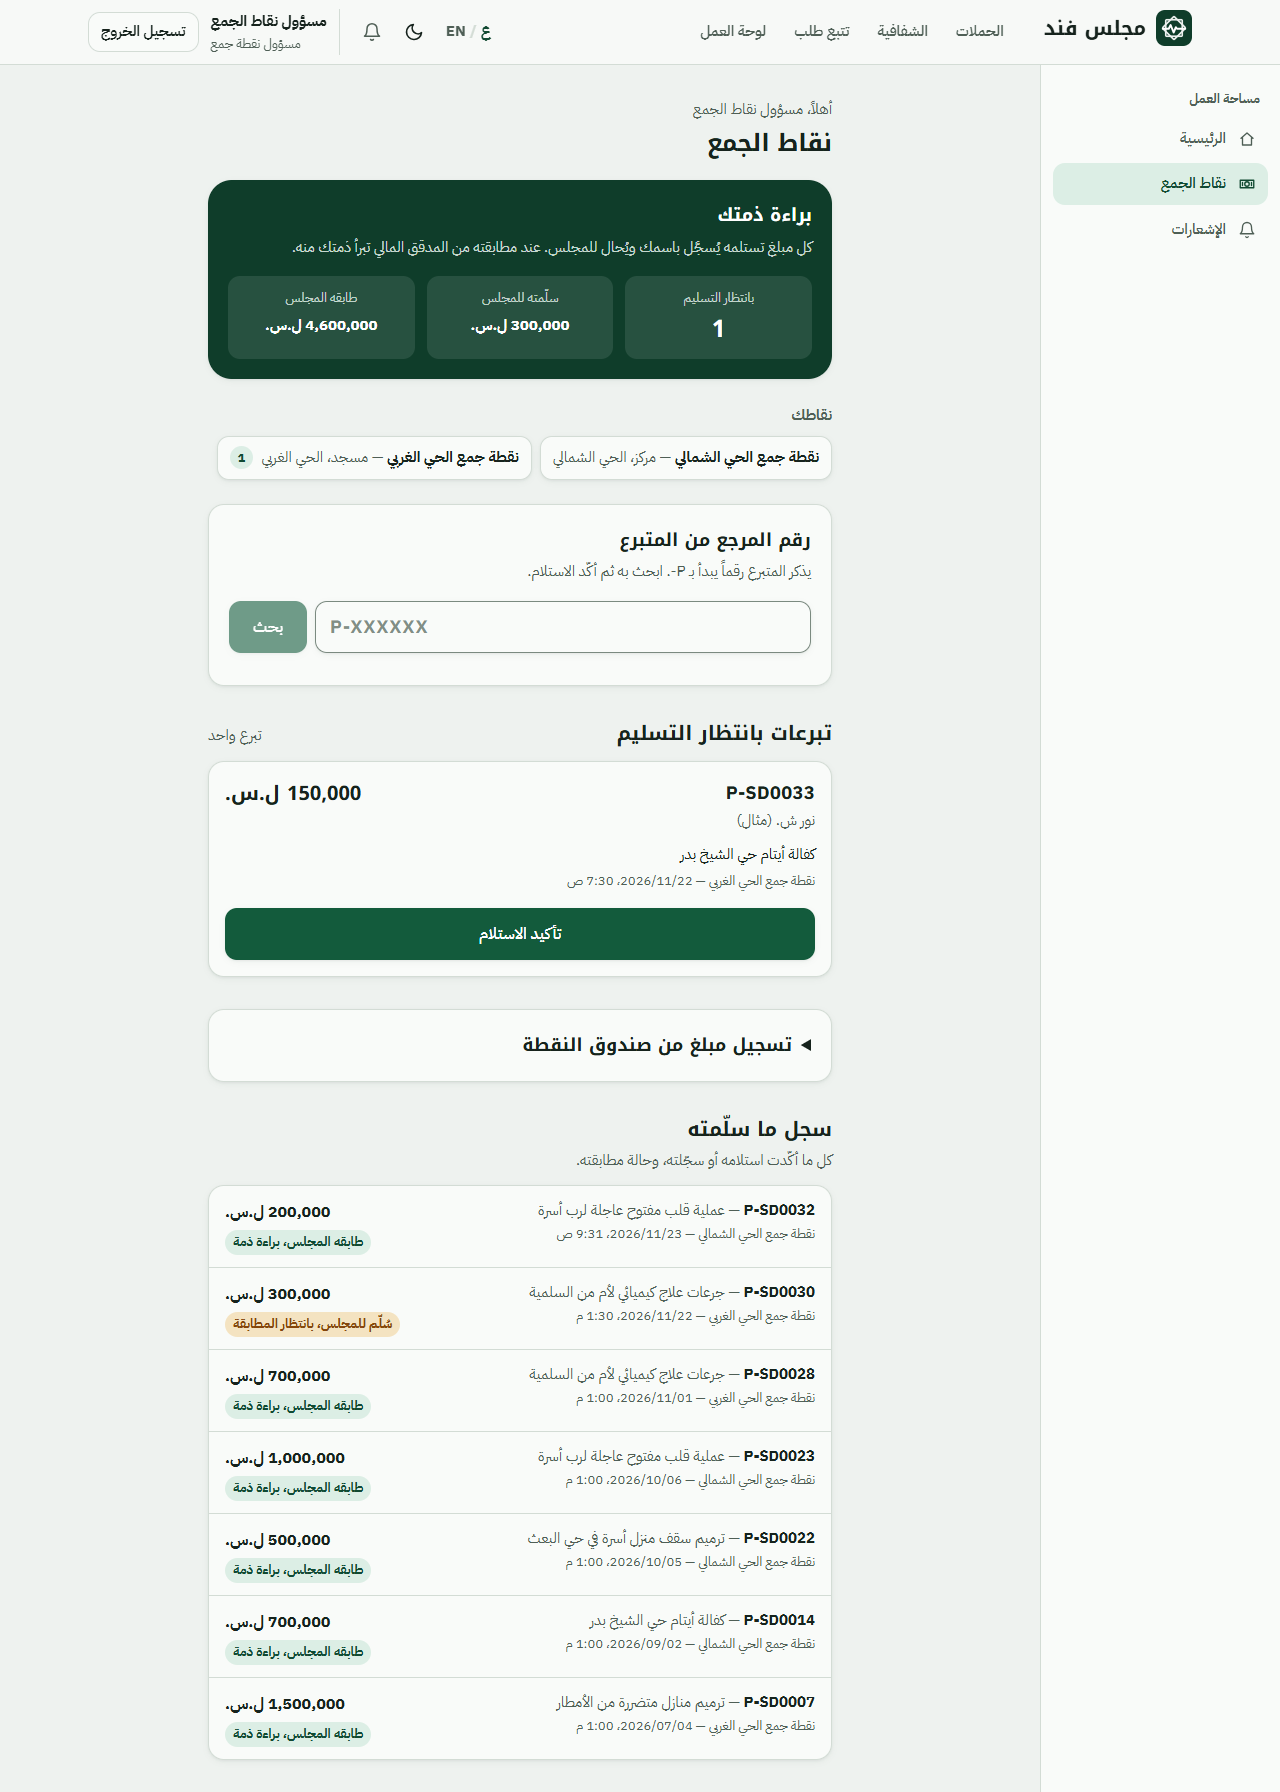 مجلس فند
الحملات
الشفافية
تتبع طلب
لوحة العمل
ع / EN
مسؤول نقاط الجمع
مسؤول نقطة جمع
تسجيل الخروج
مساحة العمل
الرئيسية
نقاط الجمع
الإشعارات
أهلاً، مسؤول نقاط الجمع
نقاط الجمع
براءة ذمتك
كل مبلغ تستلمه يُسجَّل باسمك ويُحال للمجلس. عند مطابقته من المدقق المالي تبرأ ذمتك منه.
بانتظار التسليم
1
سلّمته للمجلس
300,000 ل.س.
طابقه المجلس
4,600,000 ل.س.
نقاطك
نقطة جمع الحي الشمالي — مركز، الحي الشمالي
نقطة جمع الحي الغربي — مسجد، الحي الغربي 1
رقم المرجع من المتبرع
يذكر المتبرع رقماً يبدأ بـ P-. ابحث به ثم أكّد الاستلام.
P-XXXXXX
بحث
تبرعات بانتظار التسليم
تبرع واحد
P-SD0033
150,000 ل.س.
نور ش. (مثال)
كفالة أيتام حي الشيخ بدر
نقطة جمع الحي الغربي — 2026/11/22، 7:30 ص
تأكيد الاستلام
تسجيل مبلغ من صندوق النقطة
سجل ما سلّمته
كل ما أكّدت استلامه أو سجّلته، وحالة مطابقته.
P-SD0032 — عملية قلب مفتوح عاجلة لرب أسرة
200,000 ل.س.
نقطة جمع الحي الشمالي — 2026/11/23، 9:31 ص
طابقه المجلس، براءة ذمة
P-SD0030 — جرعات علاج كيميائي لأم من السلمية
300,000 ل.س.
نقطة جمع الحي الغربي — 2026/11/22، 1:30 م
سُلّم للمجلس، بانتظار المطابقة
P-SD0028 — جرعات علاج كيميائي لأم من السلمية
700,000 ل.س.
نقطة جمع الحي الغربي — 2026/11/01، 1:00 م
طابقه المجلس، براءة ذمة
P-SD0023 — عملية قلب مفتوح عاجلة لرب أسرة
1,000,000 ل.س.
نقطة جمع الحي الشمالي — 2026/10/06، 1:00 م
طابقه المجلس، براءة ذمة
P-SD0022 — ترميم سقف منزل أسرة في حي البعث
500,000 ل.س.
نقطة جمع الحي الشمالي — 2026/10/05، 1:00 م
طابقه المجلس، براءة ذمة
P-SD0014 — كفالة أيتام حي الشيخ بدر
700,000 ل.س.
نقطة جمع الحي الشمالي — 2026/09/02، 1:00 م
طابقه المجلس، براءة ذمة
P-SD0007 — ترميم منازل متضررة من الأمطار
1,500,000 ل.س.
نقطة جمع الحي الغربي — 2026/07/04، 1:00 م
طابقه المجلس، براءة ذمة